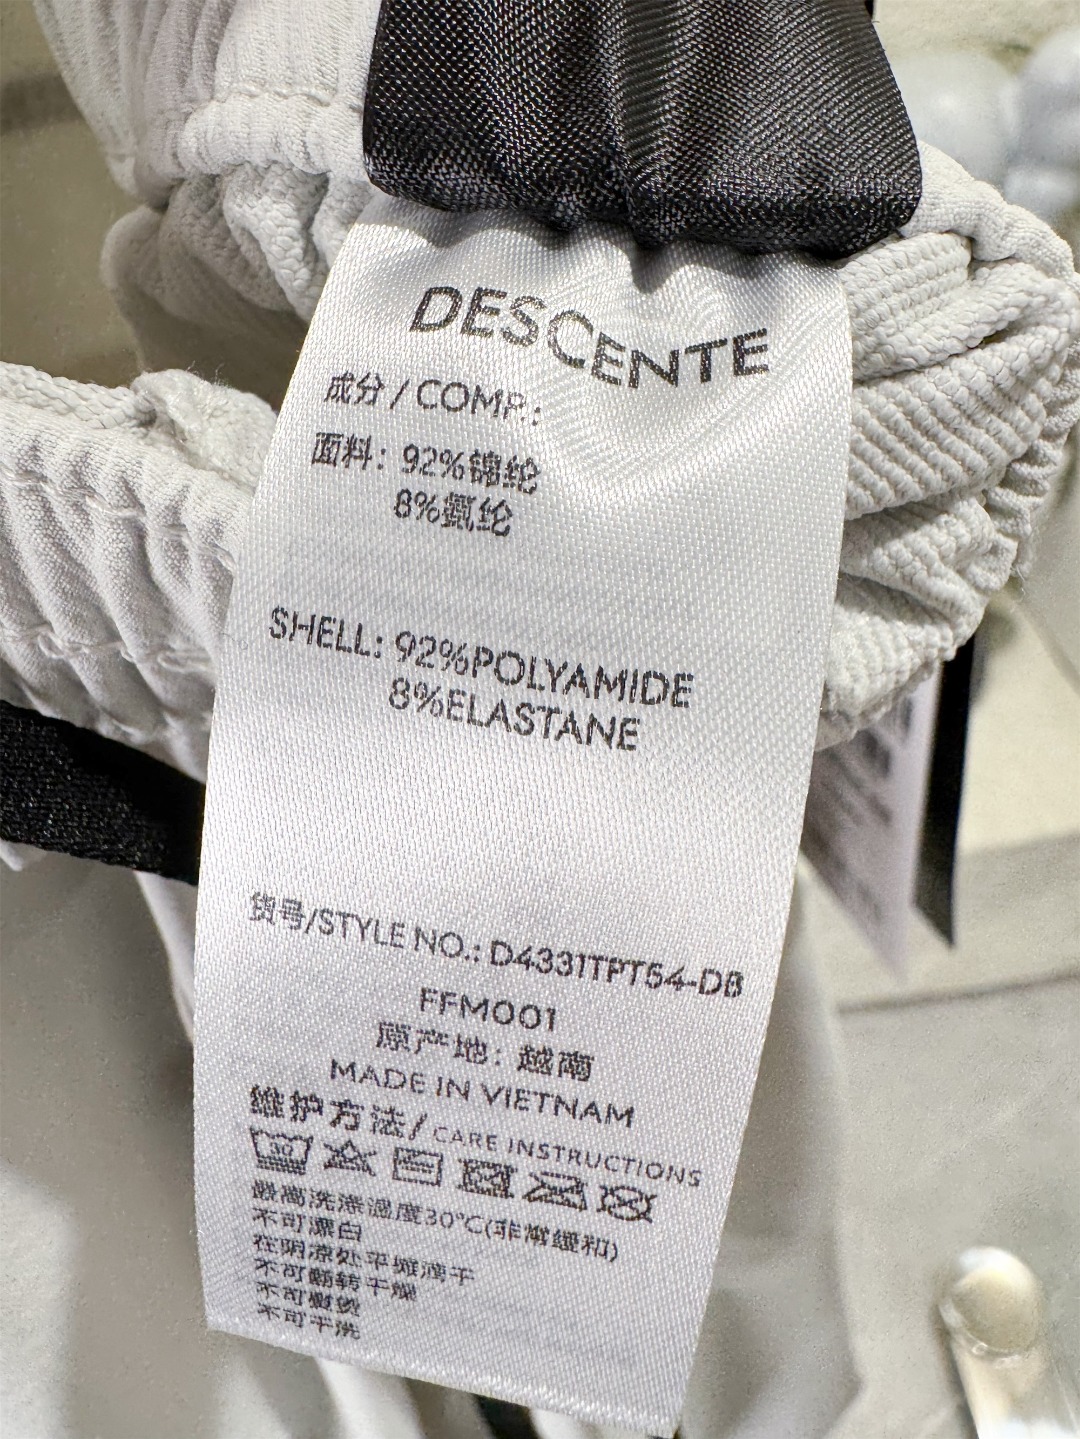 DESCENTE
成分 / COMP.:
面料: 92%锦纶
8%氨纶
SHELL: 92%POLYAMIDE
8%ELASTANE
货号/STYLE NO.: D4331TPT54-DB
FFM001
原产地: 越南
MADE IN VIETNAM
维护方法/ CARE INSTRUCTIONS
30
最高洗涤温度30°C(非常缓和)
不可漂白
在阴凉处平摊滴干
不可翻转干燥
不可熨烫
不可干洗